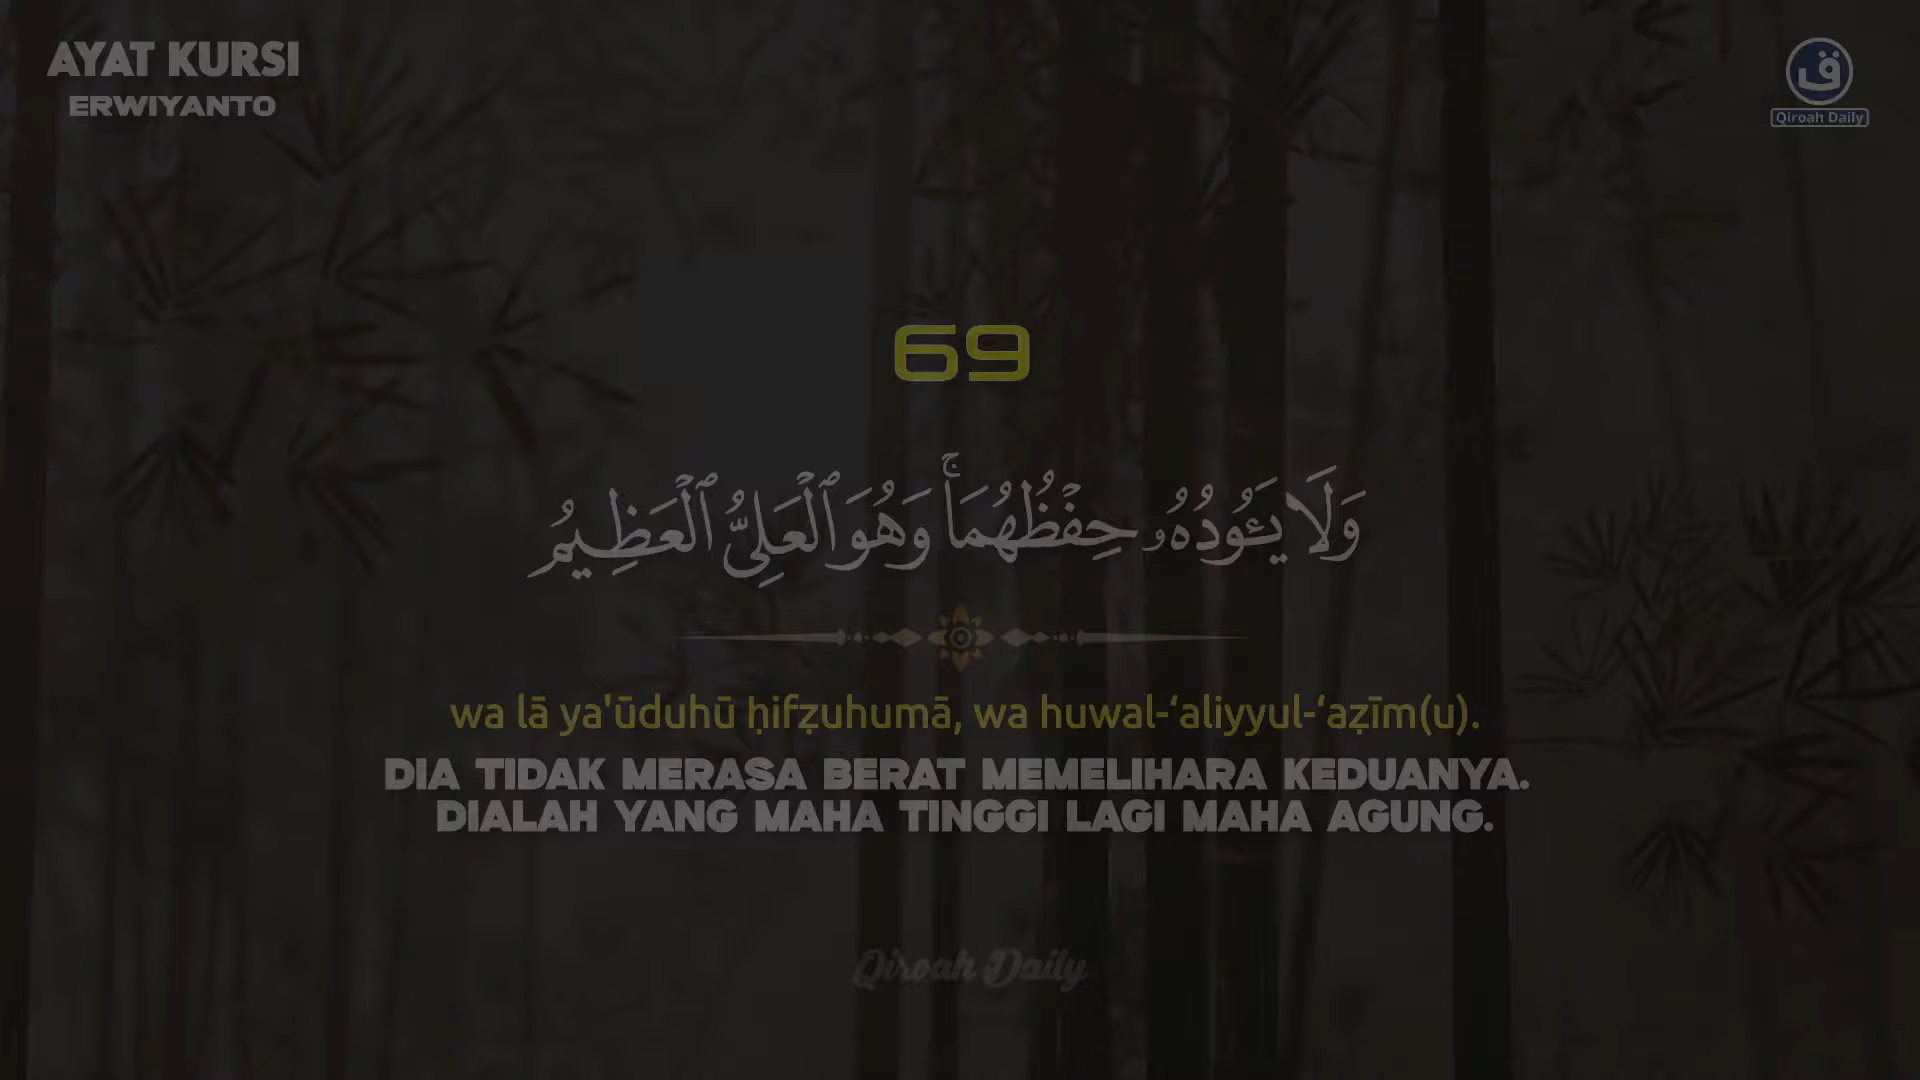 AYAT KURSI
ERWIYANTO
ق
Qiroah Daily
69
وَلَا يَـُٔودُهُۥ حِفْظُهُمَاۚ وَهُوَ ٱلْعَلِىُّ ٱلْعَظِيمُ
wa lā ya'ūduhū ḥifẓuhumā, wa huwal-‘aliyyul-‘aẓīm(u).
DIA TIDAK MERASA BERAT MEMELIHARA KEDUANYA.
DIALAH YANG MAHA TINGGI LAGI MAHA AGUNG.
Qiroah Daily